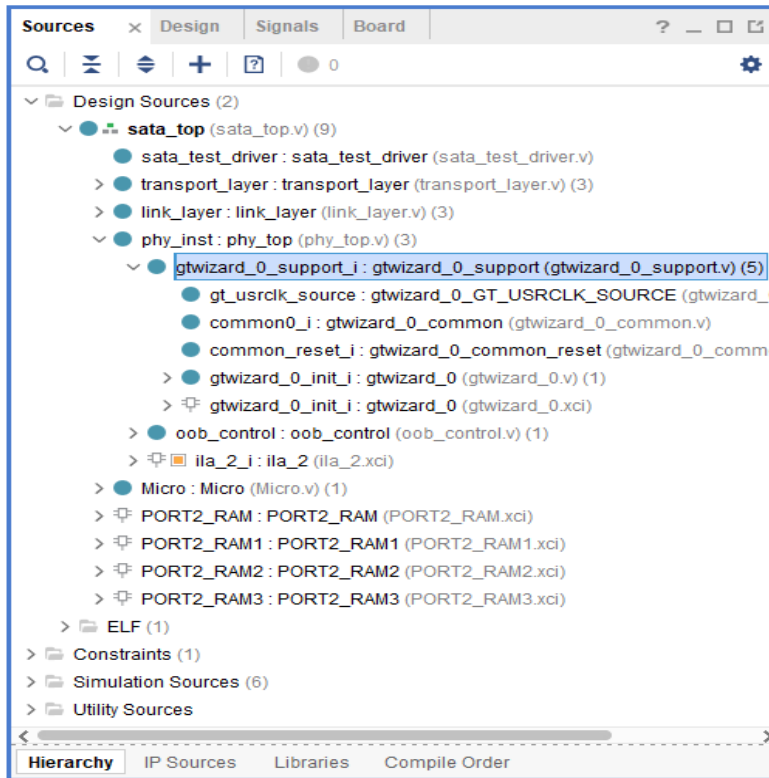 Sources × Design Signals Board ? _
0
Design Sources (2)
sata_top (sata_top.v) (9)
sata_test_driver : sata_test_driver (sata_test_driver.v)
transport_layer : transport_layer (transport_layer.v) (3)
link_layer : link_layer (link_layer.v) (3)
phy_inst : phy_top (phy_top.v) (3)
gtwizard_0_support_i : gtwizard_0_support (gtwizard_0_support.v) (5)
gt_usrclk_source : gtwizard_0_GT_USRCLK_SOURCE (gtwizard_
common0_i : gtwizard_0_common (gtwizard_0_common.v)
common_reset_i : gtwizard_0_common_reset (gtwizard_0_comm
gtwizard_0_init_i : gtwizard_0 (gtwizard_0.v) (1)
gtwizard_0_init_i : gtwizard_0 (gtwizard_0.xci)
oob_control : oob_control (oob_control.v) (1)
ila_2_i : ila_2 (ila_2.xci)
Micro : Micro (Micro.v) (1)
PORT2_RAM : PORT2_RAM (PORT2_RAM.xci)
PORT2_RAM1 : PORT2_RAM1 (PORT2_RAM1.xci)
PORT2_RAM2 : PORT2_RAM2 (PORT2_RAM2.xci)
PORT2_RAM3 : PORT2_RAM3 (PORT2_RAM3.xci)
ELF (1)
Constraints (1)
Simulation Sources (6)
Utility Sources
Hierarchy IP Sources Libraries Compile Order